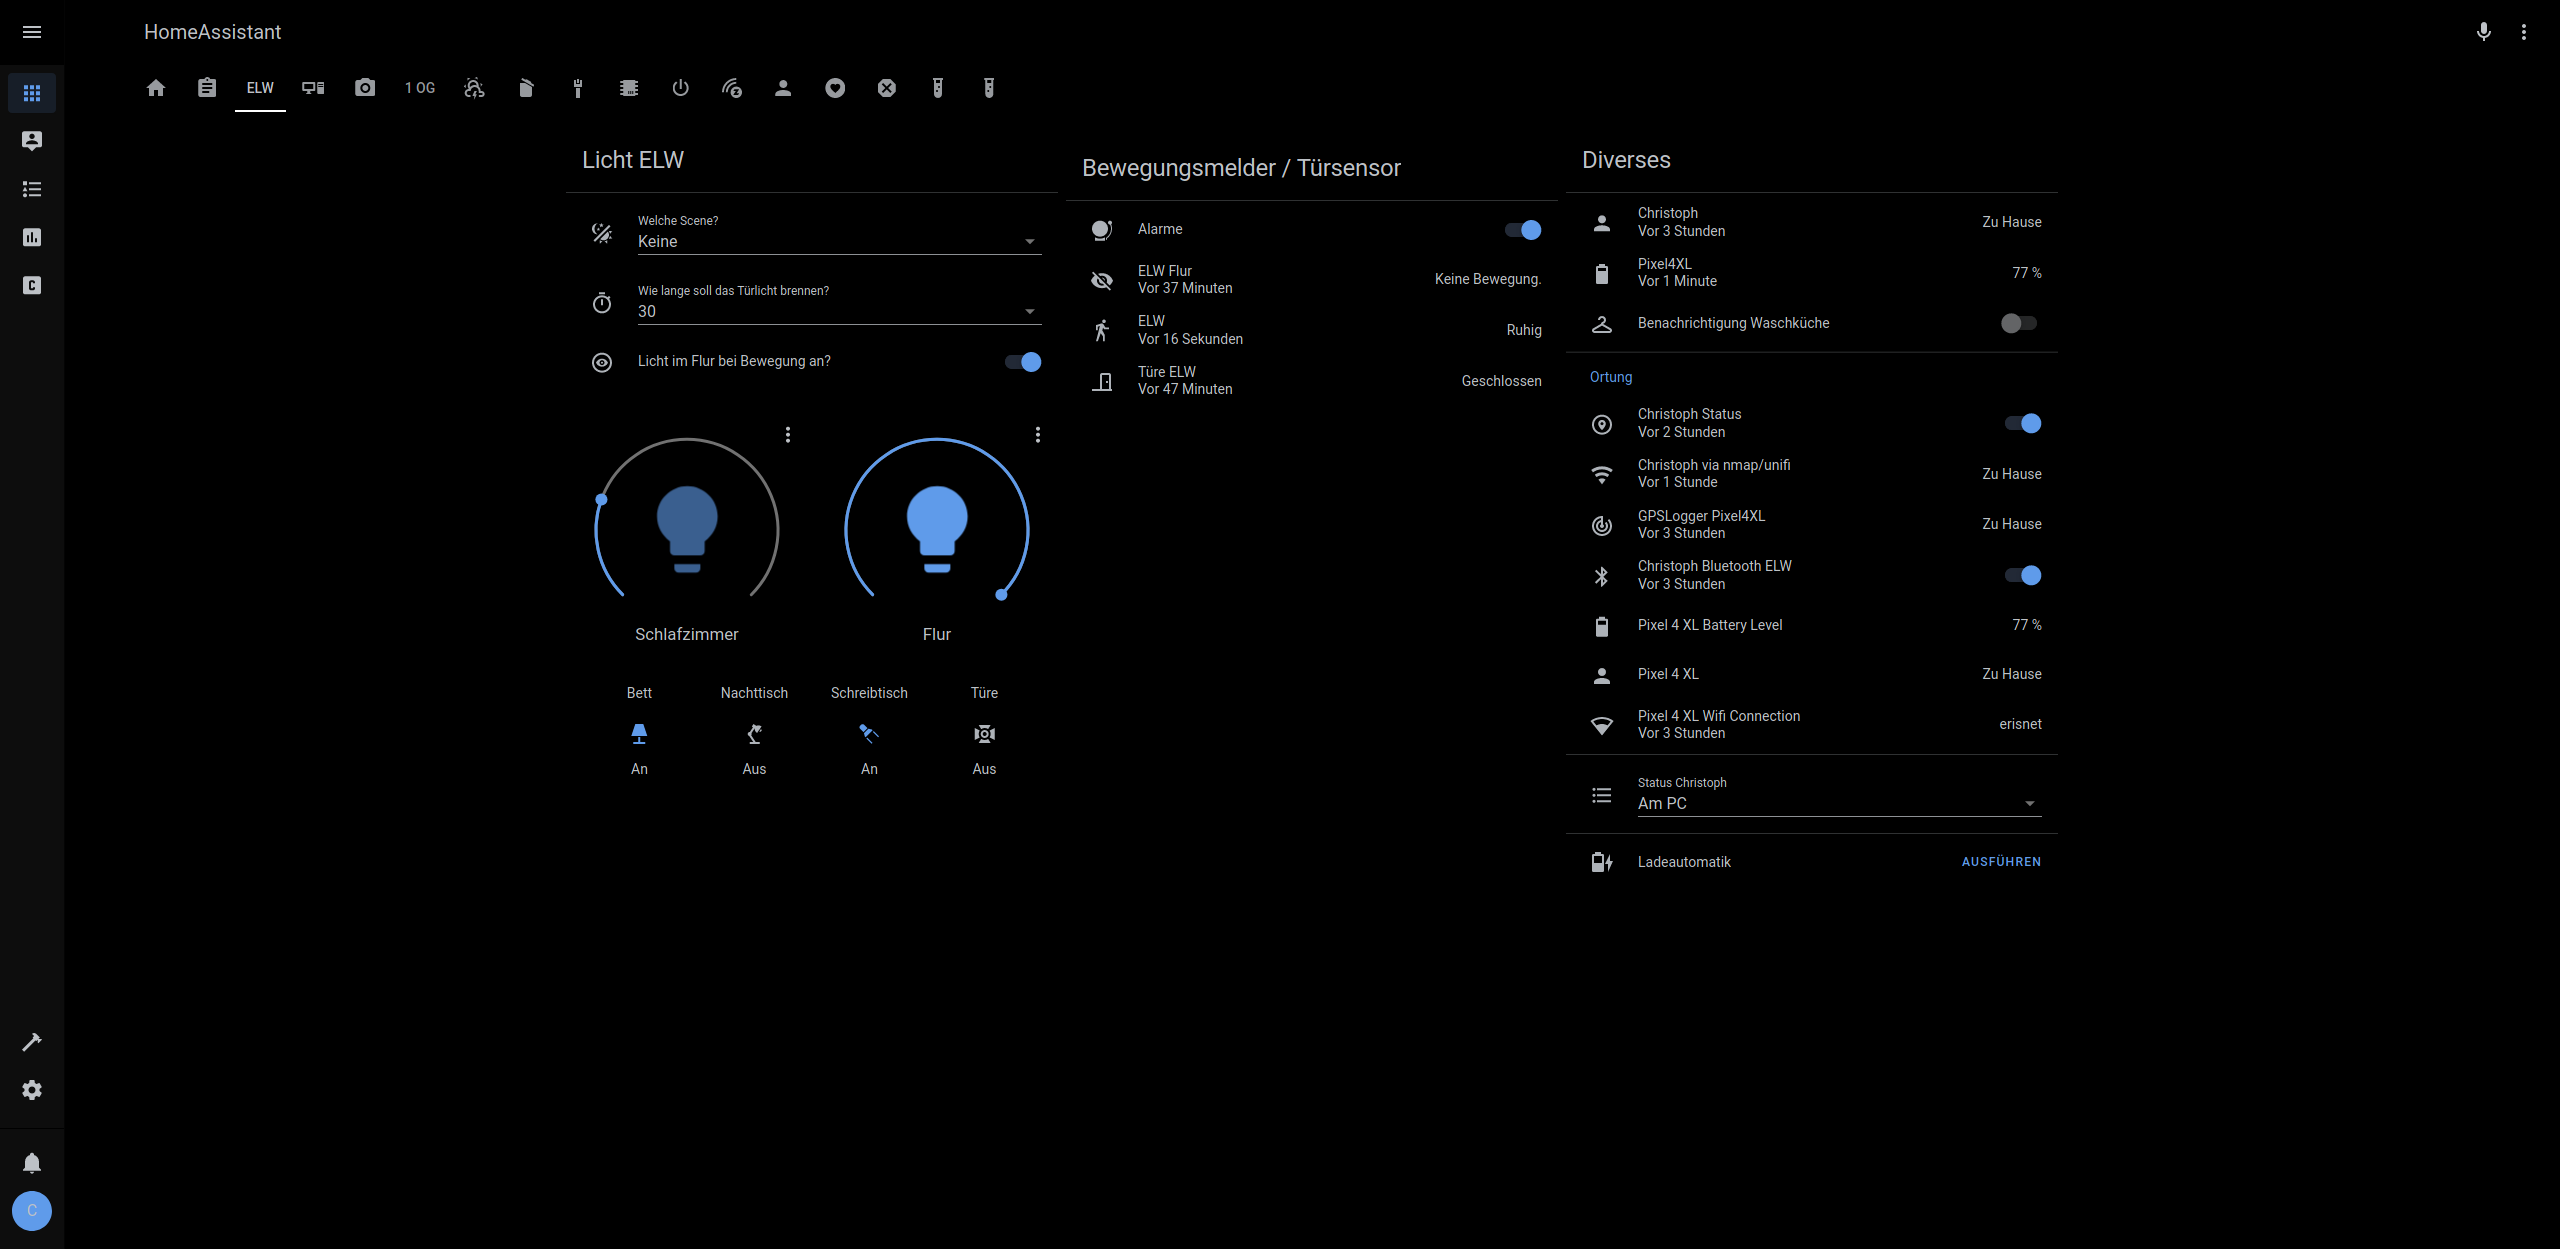 HomeAssistant
ELW
1 OG
Licht ELW
Welche Scene?
Keine
Wie lange soll das Türlicht brennen?
30
Licht im Flur bei Bewegung an?
Schlafzimmer
Flur
Bett
Nachttisch
Schreibtisch
Türe
An
Aus
An
Aus
Bewegungsmelder / Türsensor
Alarme
ELW Flur
Vor 37 Minuten
Keine Bewegung.
ELW
Vor 16 Sekunden
Ruhig
Türe ELW
Vor 47 Minuten
Geschlossen
Diverses
Christoph
Vor 3 Stunden
Zu Hause
Pixel4XL
Vor 1 Minute
77 %
Benachrichtigung Waschküche
Ortung
Christoph Status
Vor 2 Stunden
Christoph via nmap/unifi
Vor 1 Stunde
Zu Hause
GPSLogger Pixel4XL
Vor 3 Stunden
Zu Hause
Christoph Bluetooth ELW
Vor 3 Stunden
Pixel 4 XL Battery Level
77 %
Pixel 4 XL
Zu Hause
Pixel 4 XL Wifi Connection
Vor 3 Stunden
erisnet
Status Christoph
Am PC
Ladeautomatik
AUSFÜHREN
C
C